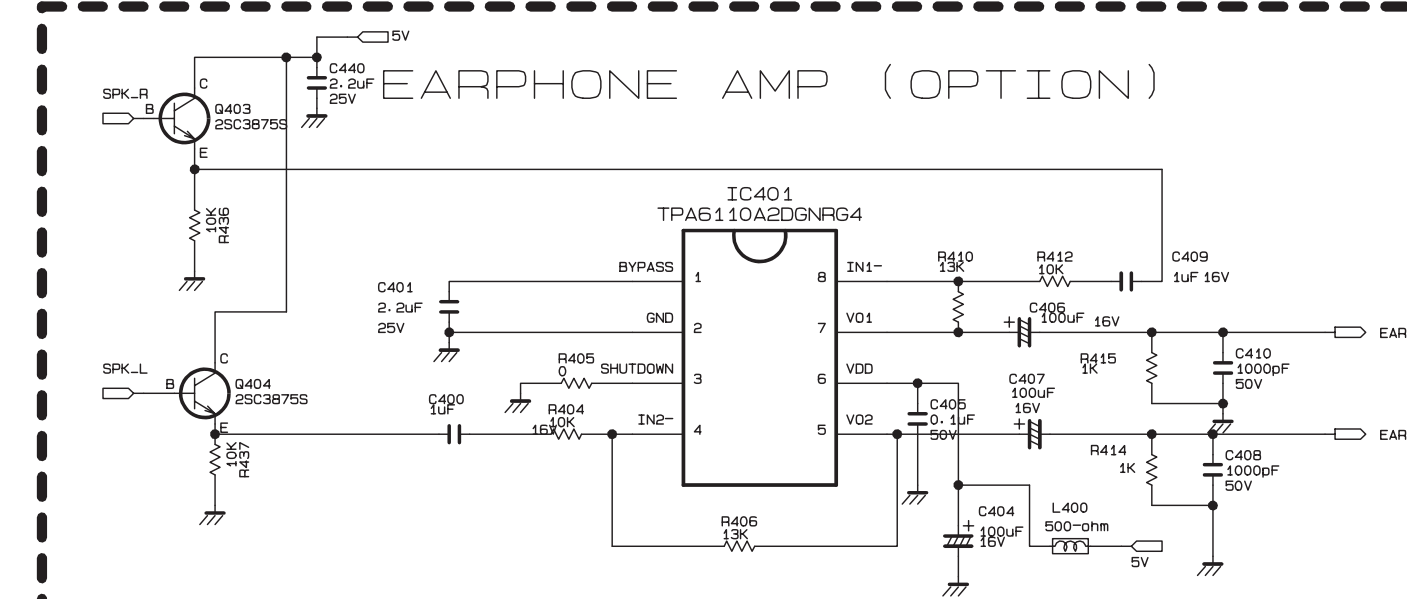 5V
C440
2.2uF
25V
EARPHONE AMP (OPTION)
SPK_R
B
C
E
Q403
2SC3875S
10K
R436
IC401
TPA6110A2DGNRG4
BYPASS
1
GND
2
SHUTDOWN
3
IN2-
4
8
IN1-
7
VO1
6
VDD
5
VO2
C401
2.2uF
25V
R405
0
C400
1uF
16V
R404
10K
R406
13K
SPK_L
B
C
E
Q404
2SC3875S
10K
R437
R410
13K
R412
10K
C409
1uF 16V
+
C406
100uF 16V
R415
1K
C410
1000pF
50V
EAR
C405
0.1uF
50V
C407
100uF
16V
+
R414
1K
C408
1000pF
50V
EAR
+
C404
100uF
16V
L400
500-ohm
5V